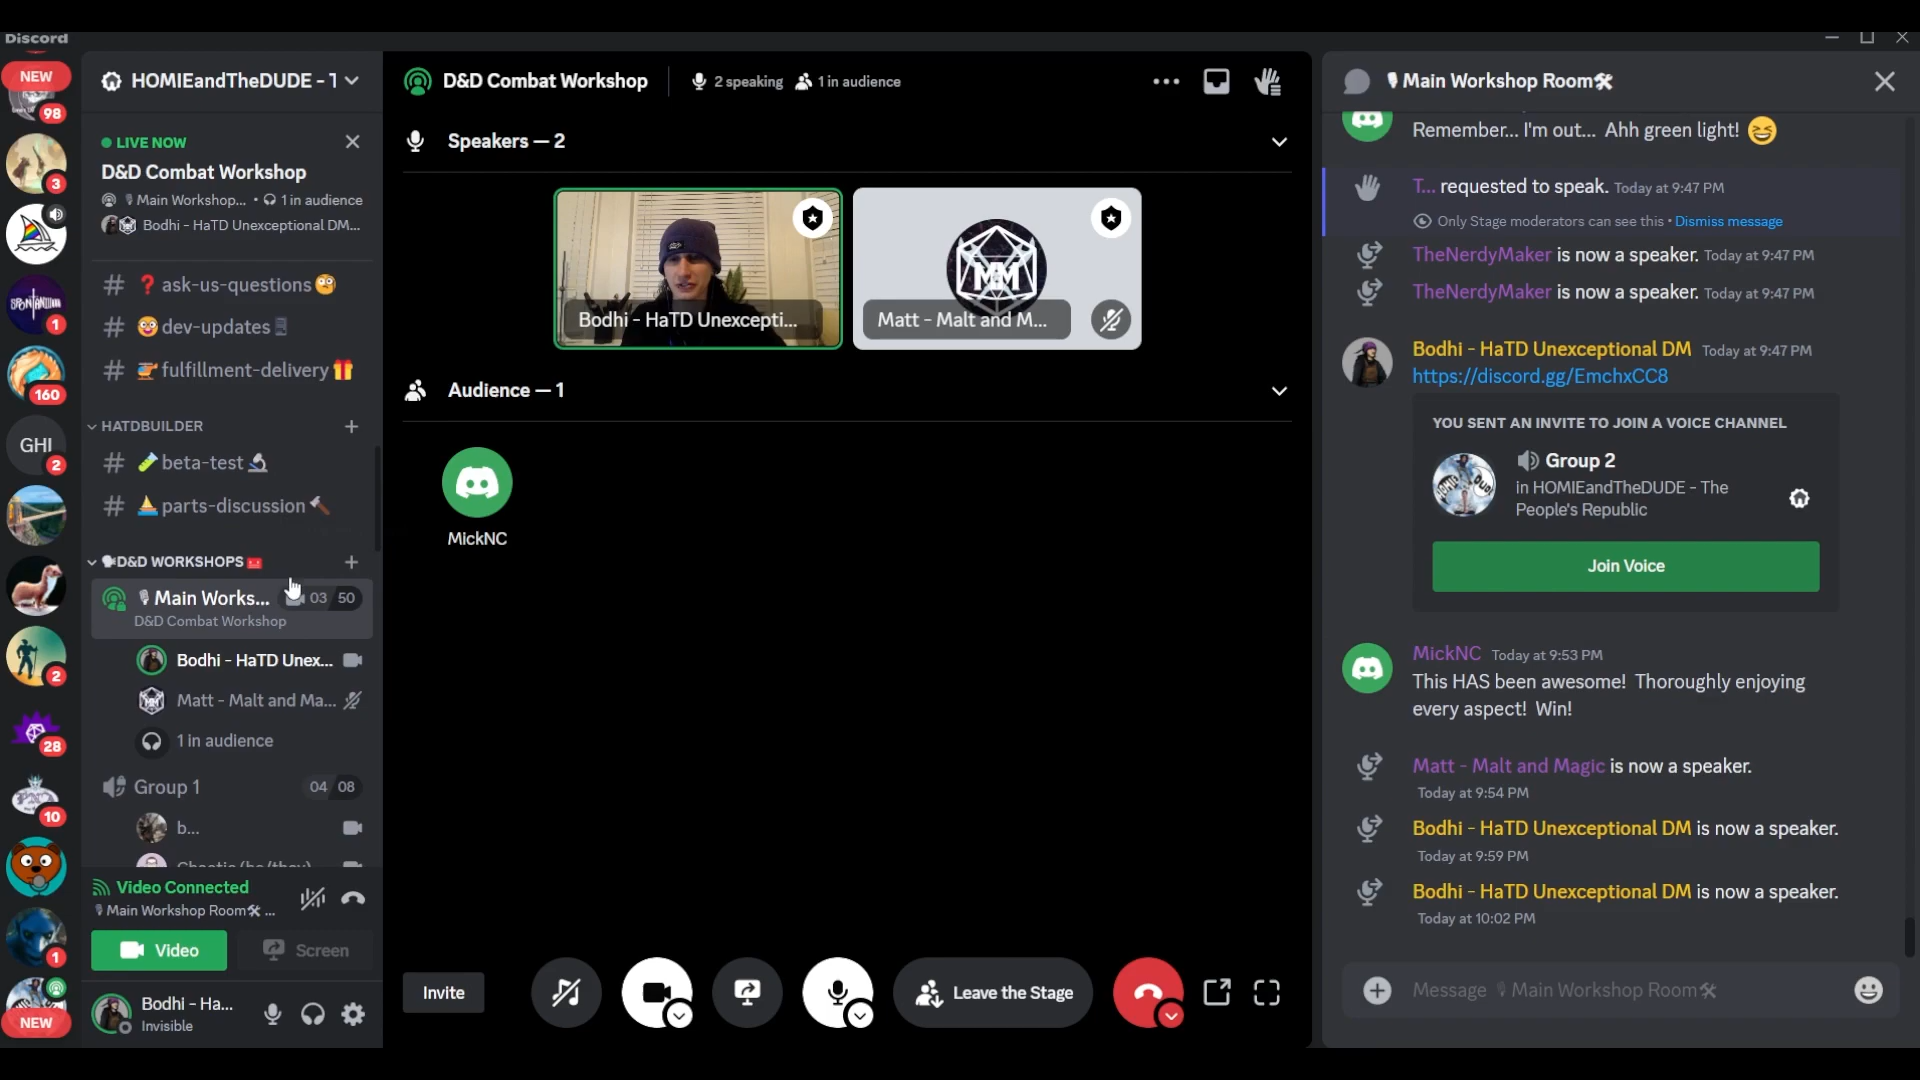 Discord
NEW
98
3
1
160
GHI
2
2
28
10
1
NEW
HOMIEandTheDUDE - T
LIVE NOW
D&D Combat Workshop
🎙Main Workshop... • 1 in audience
Bodhi - HaTD Unexceptional DM...
# ❓ask-us-questions🧐
# dev-updates
# 🚁fulfillment-delivery🎁
HATDBUILDER
# 🧪beta-test🔬
# ⛵parts-discussion🔨
🗣D&D WORKSHOPS
🎙Main Works... 03 50
D&D Combat Workshop
Bodhi - HaTD Unex...
Matt - Malt and Ma...
1 in audience
Group 1 04 08
b...
Video Connected
🎙Main Workshop Room🛠 ...
Video Screen
Bodhi - Ha...
Invisible
D&D Combat Workshop 2 speaking 1 in audience
Speakers — 2
Bodhi - HaTD Unexcepti...
MM
Matt - Malt and M...
Audience — 1
MickNC
Invite
Leave the Stage
🎙Main Workshop Room🛠
Remember... I'm out... Ahh green light! 😆
T... requested to speak. Today at 9:47 PM
Only Stage moderators can see this • Dismiss message
TheNerdyMaker is now a speaker. Today at 9:47 PM
TheNerdyMaker is now a speaker. Today at 9:47 PM
Bodhi - HaTD Unexceptional DM Today at 9:47 PM
https://discord.gg/EmchxCC8
YOU SENT AN INVITE TO JOIN A VOICE CHANNEL
Group 2
in HOMIEandTheDUDE - The
People's Republic
Join Voice
MickNC Today at 9:53 PM
This HAS been awesome! Thoroughly enjoying
every aspect! Win!
Matt - Malt and Magic is now a speaker.
Today at 9:54 PM
Bodhi - HaTD Unexceptional DM is now a speaker.
Today at 9:59 PM
Bodhi - HaTD Unexceptional DM is now a speaker.
Today at 10:02 PM
Message 🎙Main Workshop Room🛠